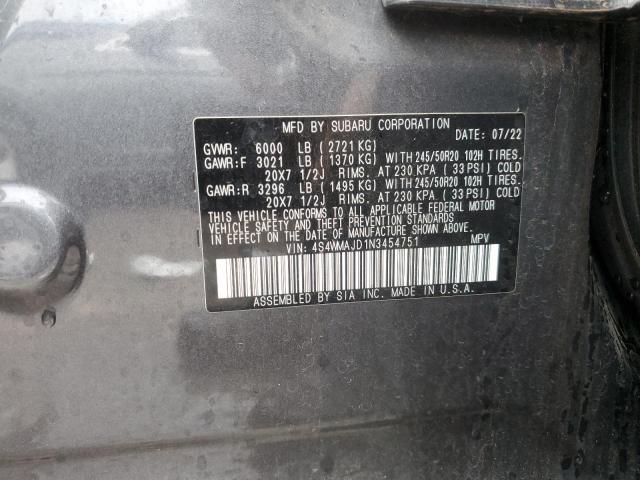 MFD BY SUBARU CORPORATION
DATE: 07/22
GVWR: 6000 LB ( 2721 KG)
GAWR:F 3021 LB ( 1370 KG) WITH 245/50R20 102H TIRES.
20X7 1/2J RIMS. AT 230 KPA ( 33 PSI) COLD
GAWR:R 3296 LB ( 1495 KG) WITH 245/50R20 102H TIRES.
20X7 1/2J RIMS. AT 230 KPA ( 33 PSI) COLD
THIS VEHICLE CONFORMS TO ALL APPLICABLE FEDERAL MOTOR
VEHICLE SAFETY AND THEFT PREVENTION STANDARDS
IN EFFECT ON THE DATE OF MANUFACTURE SHOWN ABOVE.
VIN: 4S4WMAJD1N3454751 MPV
ASSEMBLED BY SIA INC. MADE IN U.S.A.